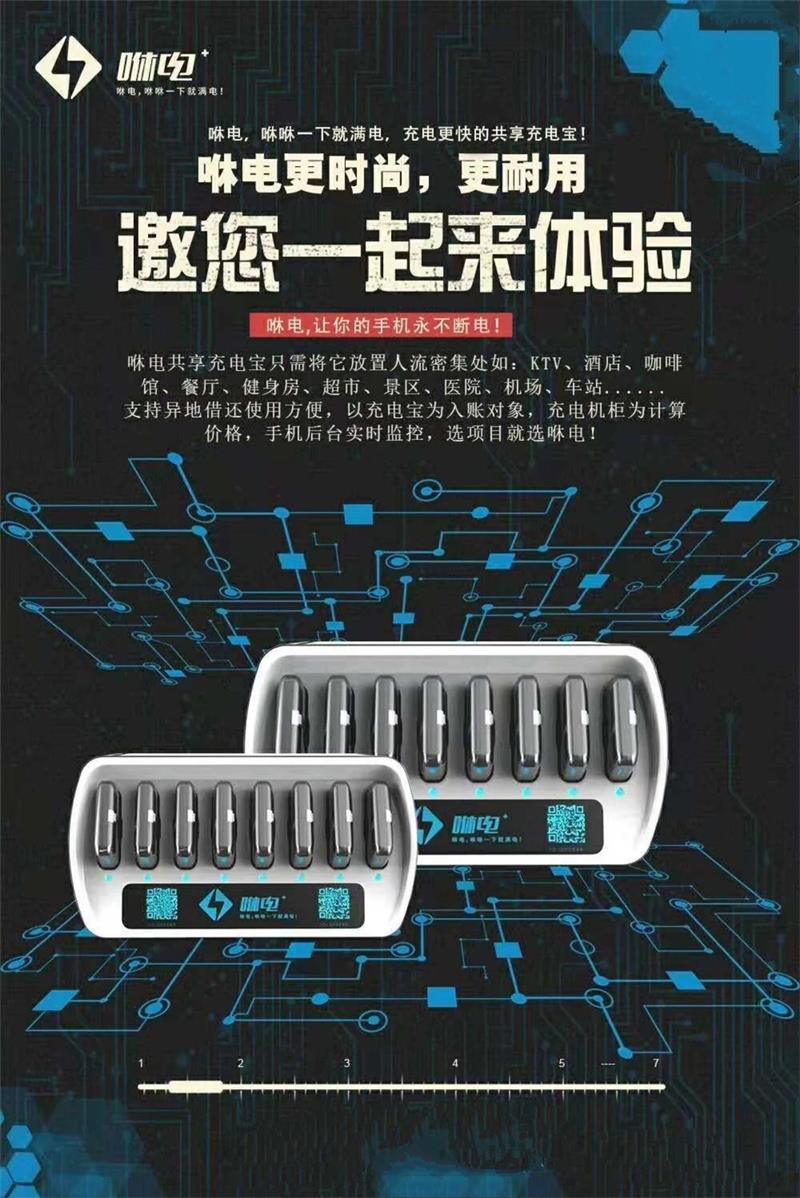 咻电+
咻电,咻咻一下就满电!
咻电，咻咻一下就满电，充电更快的共享充电宝!
咻电更时尚，更耐用
邀您一起来体验
咻电,让你的手机永不断电!
咻电共享充电宝只需将它放置人流密集处如：KTV、酒店、咖啡
馆、餐厅、健身房、超市、景区、医院、机场、车站......
支持异地借还使用方便，以充电宝为入账对象，充电机柜为计算
价格，手机后台实时监控，选项目就选咻电!
咻电+
咻电,咻咻一下就满电!
咻电+
咻电,咻咻一下就满电!
1 2 3 4 5 ---- 7